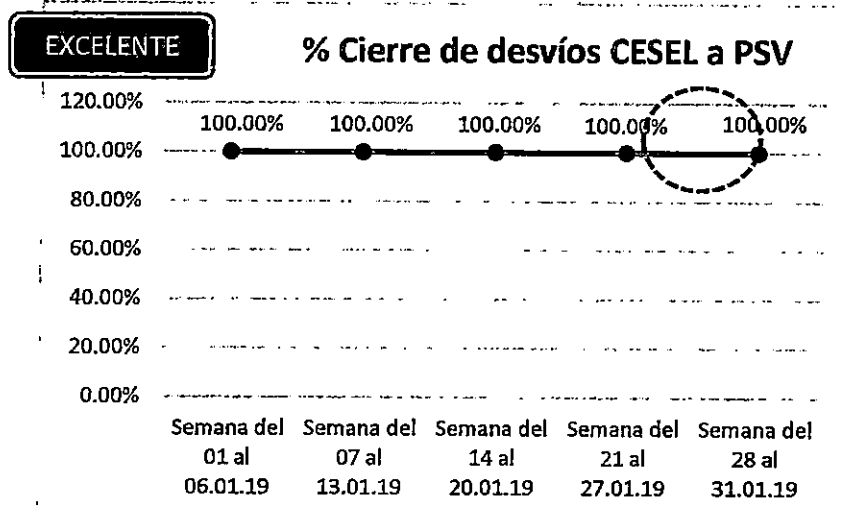 EXCELENTE
% Cierre de desvíos CESEL a PSV
120.00%
100.00% 100.00% 100.00% 100.00% 100.00%
100.00%
80.00%
60.00%
40.00%
20.00%
0.00%
Semana del Semana del Semana del Semana del Semana del
01 al 07 al 14 al 21 al 28 al
06.01.19 13.01.19 20.01.19 27.01.19 31.01.19